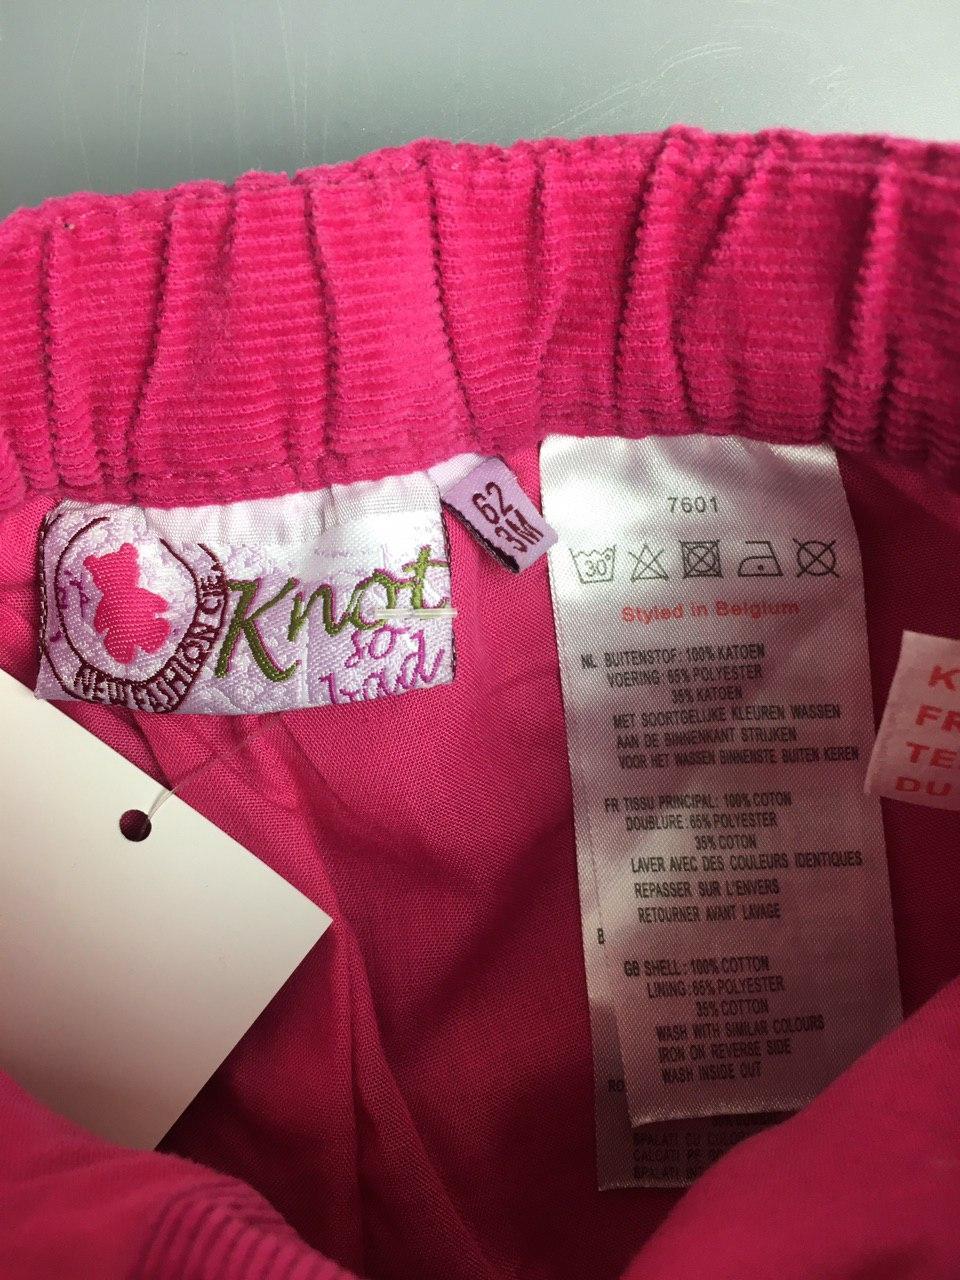 NEW FASHION CIE.
Knot
so
bad
62
3M
7601
30°
Styled in Belgium
NL BUITENSTOF: 100% KATOEN
VOERING: 65% POLYESTER
35% KATOEN
MET SOORTGELIJKE KLEUREN WASSEN
AAN DE BINNENKANT STRIJKEN
VOOR HET WASSEN BINNENSTE BUITEN KEREN
FR TISSU PRINCIPAL: 100% COTON
DOUBLURE: 65% POLYESTER
35% COTON
LAVER AVEC DES COULEURS IDENTIQUES
REPASSER SUR L'ENVERS
RETOURNER AVANT LAVAGE
GB SHELL: 100% COTTON
LINING: 65% POLYESTER
35% COTTON
WASH WITH SIMILAR COLOURS
IRON ON REVERSE SIDE
WASH INSIDE OUT
B
RO
K
FR
TE
DU